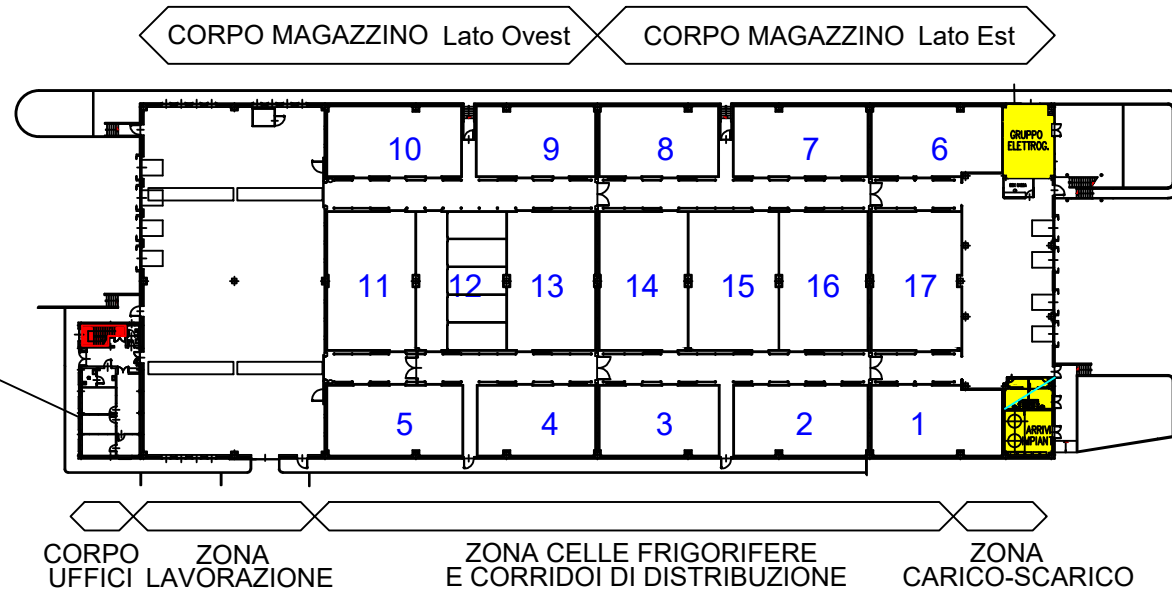 CORPO MAGAZZINO Lato Ovest
CORPO MAGAZZINO Lato Est
10
9
8
7
6
GRUPPO
ELETTROG.
11
12
13
14
15
16
17
5
4
3
2
1
ARRIVI
IMPIANT
CORPO
UFFICI
ZONA
LAVORAZIONE
ZONA CELLE FRIGORIFERE
E CORRIDOI DI DISTRIBUZIONE
ZONA
CARICO-SCARICO